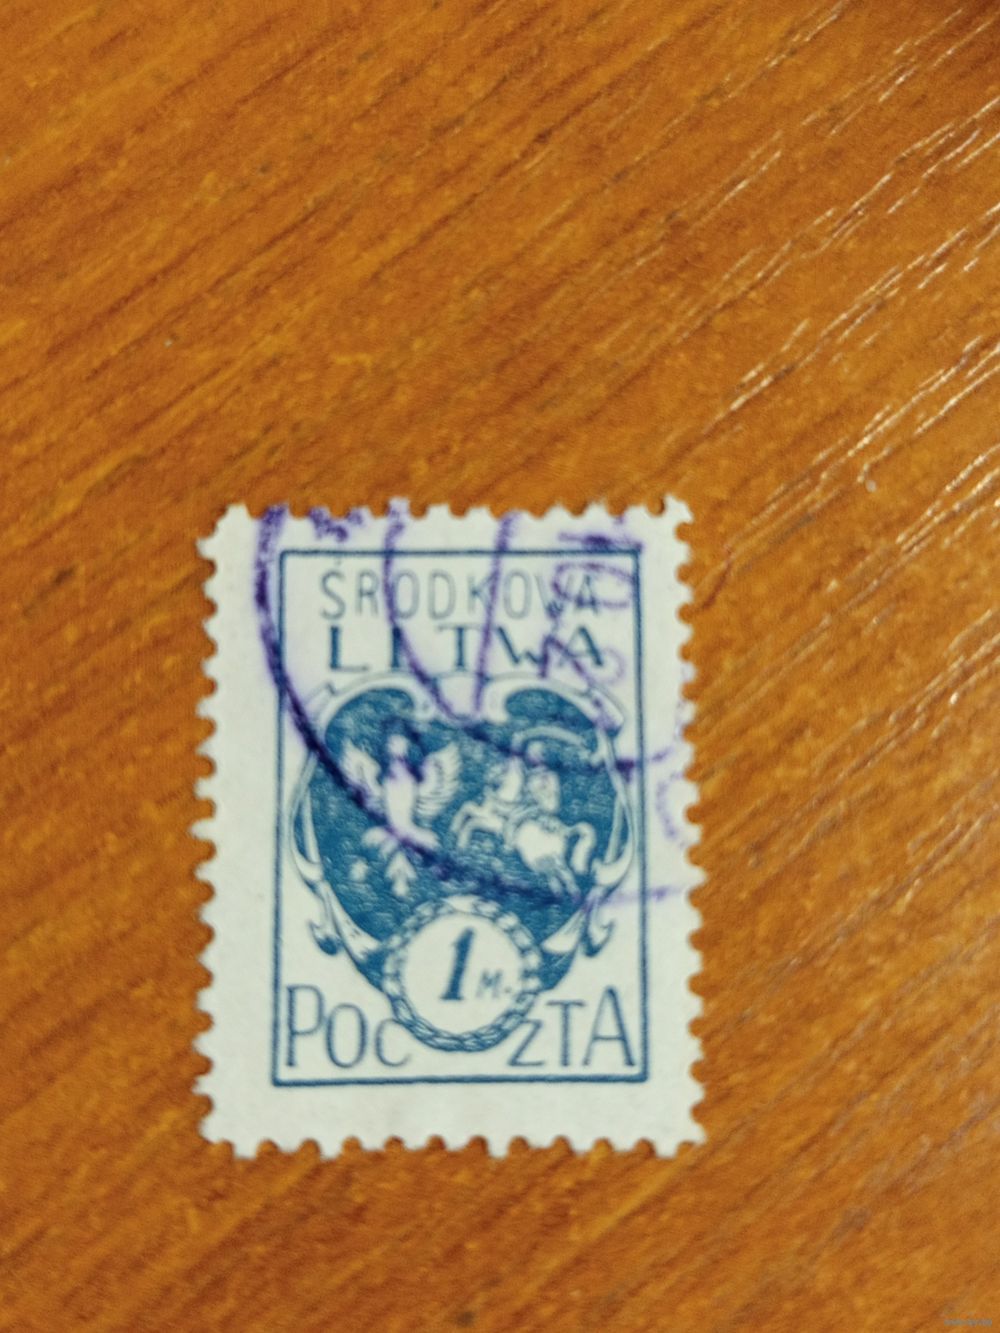 ŚRODKOWA
LITWA
1 M.
POCZTA